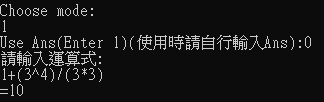 Choose mode:
1
Use Ans(Enter 1)(使用時請自行輸入Ans):0
請輸入運算式:
1+(3^4)/(3*3)
=10